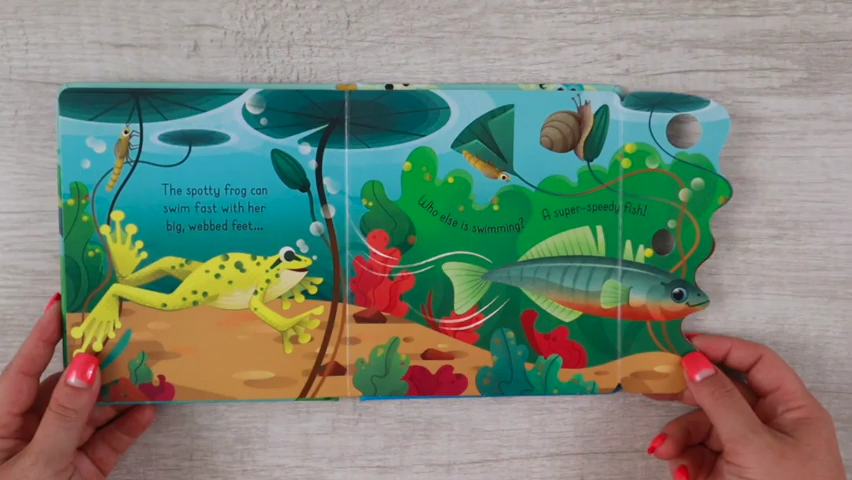 The spotty frog can
swim fast with her
big, webbed feet...
Who else is swimming?
A super-speedy fish!